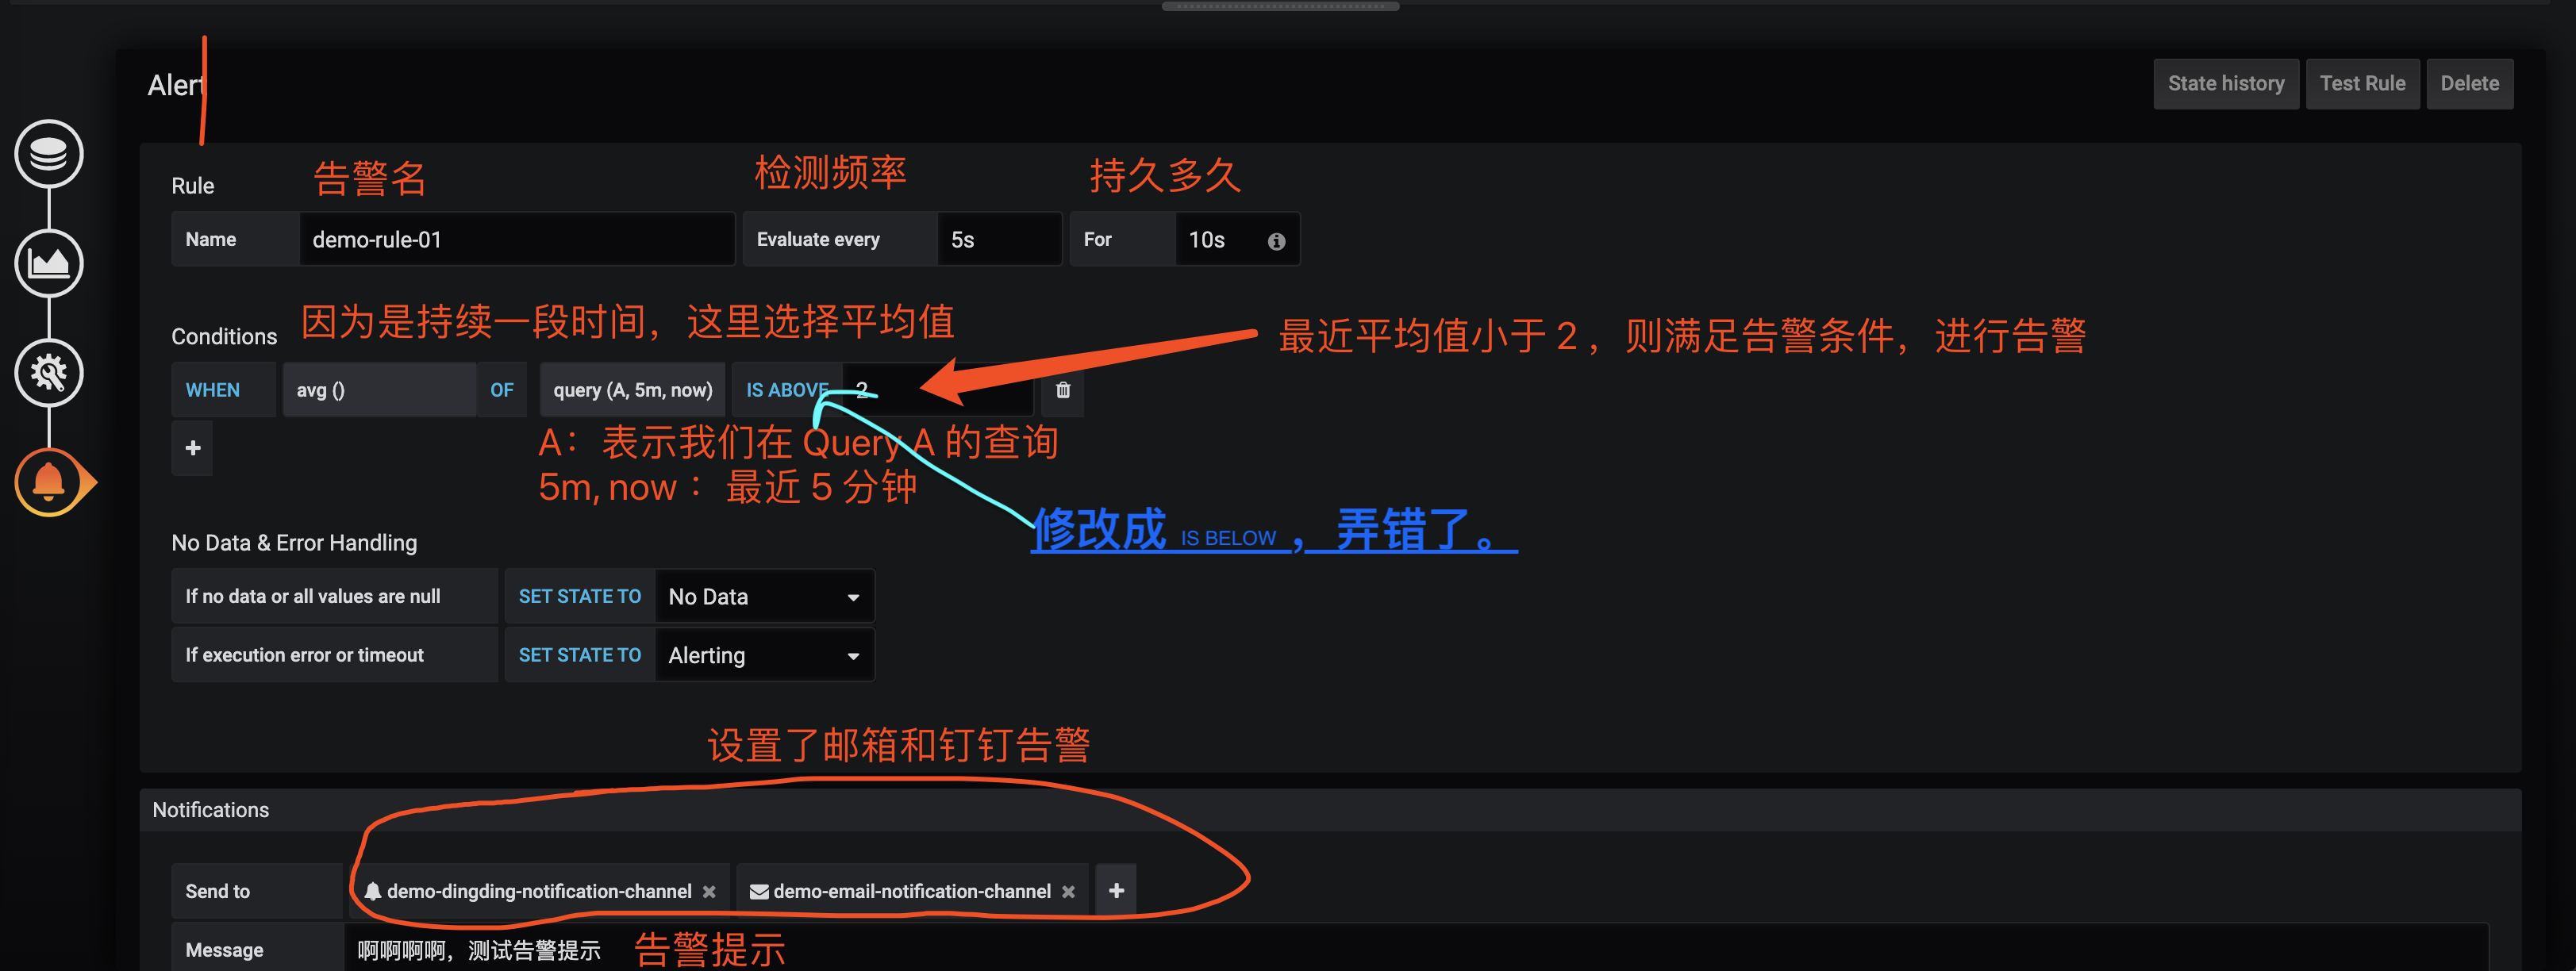 Alert
State history Test Rule Delete
Rule 告警名 检测频率 持久多久
Name demo-rule-01 Evaluate every 5s For 10s
Conditions 因为是持续一段时间，这里选择平均值
最近平均值小于 2 ，则满足告警条件，进行告警
WHEN avg () OF query (A, 5m, now) IS ABOVE 2
A：表示我们在 Query A 的查询
5m, now ：最近 5 分钟
修改成 IS BELOW ，弄错了。
No Data & Error Handling
If no data or all values are null SET STATE TO No Data
If execution error or timeout SET STATE TO Alerting
设置了邮箱和钉钉告警
Notifications
Send to demo-dingding-notification-channel demo-email-notification-channel
Message 啊啊啊啊，测试告警提示 告警提示